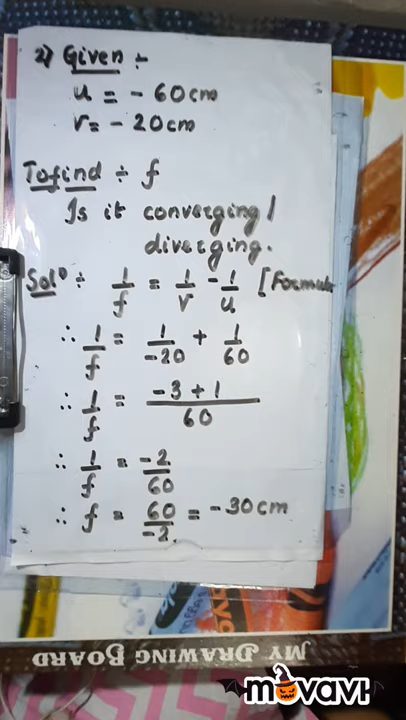 2) Given ÷
u = - 60cm
v = - 20cm
To find ÷ f
Is it converging /
diverging.
Solⁿ ÷ 1/f = 1/v - 1/u [Formula
∴ 1/f = 1/-20 + 1/60
∴ 1/f = -3+1/60
∴ 1/f = -2/60
∴ f = 60/-2 = -30cm
MY DRAWING BOARD
movavi